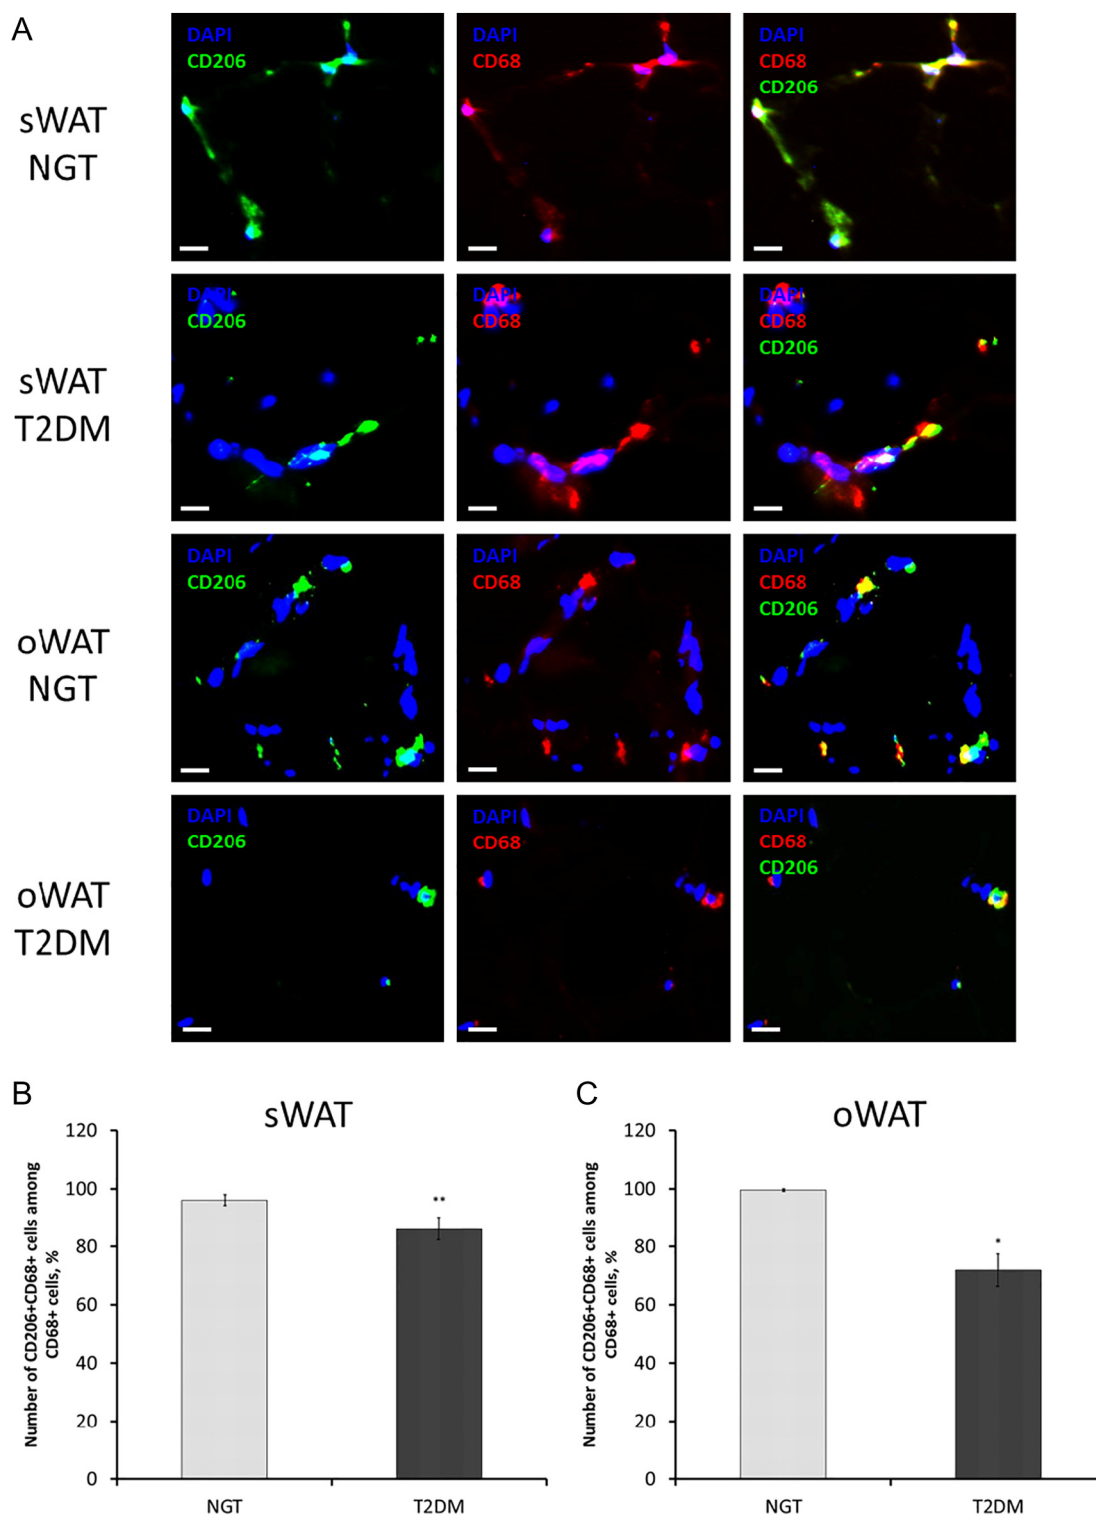 A
sWAT
NGT
DAPI
CD206
DAPI
CD68
DAPI
CD68
CD206
sWAT
T2DM
DAPI
CD206
DAPI
CD68
DAPI
CD68
CD206
oWAT
NGT
DAPI
CD206
DAPI
CD68
DAPI
CD68
CD206
oWAT
T2DM
DAPI
CD206
DAPI
CD68
DAPI
CD68
CD206
B
sWAT
Number of CD206+CD68+ cells among
CD68+ cells, %
120
100
80
60
40
20
0
**
NGT
T2DM
C
oWAT
Number of CD206+CD68+ cells among
CD68+ cells, %
120
100
80
60
40
20
0
*
NGT
T2DM